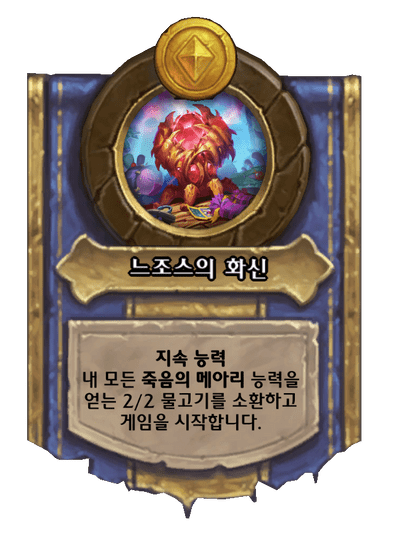 느조스의 화신
지속 능력
내 모든 죽음의 메아리 능력을
얻는 2/2 물고기를 소환하고
게임을 시작합니다.